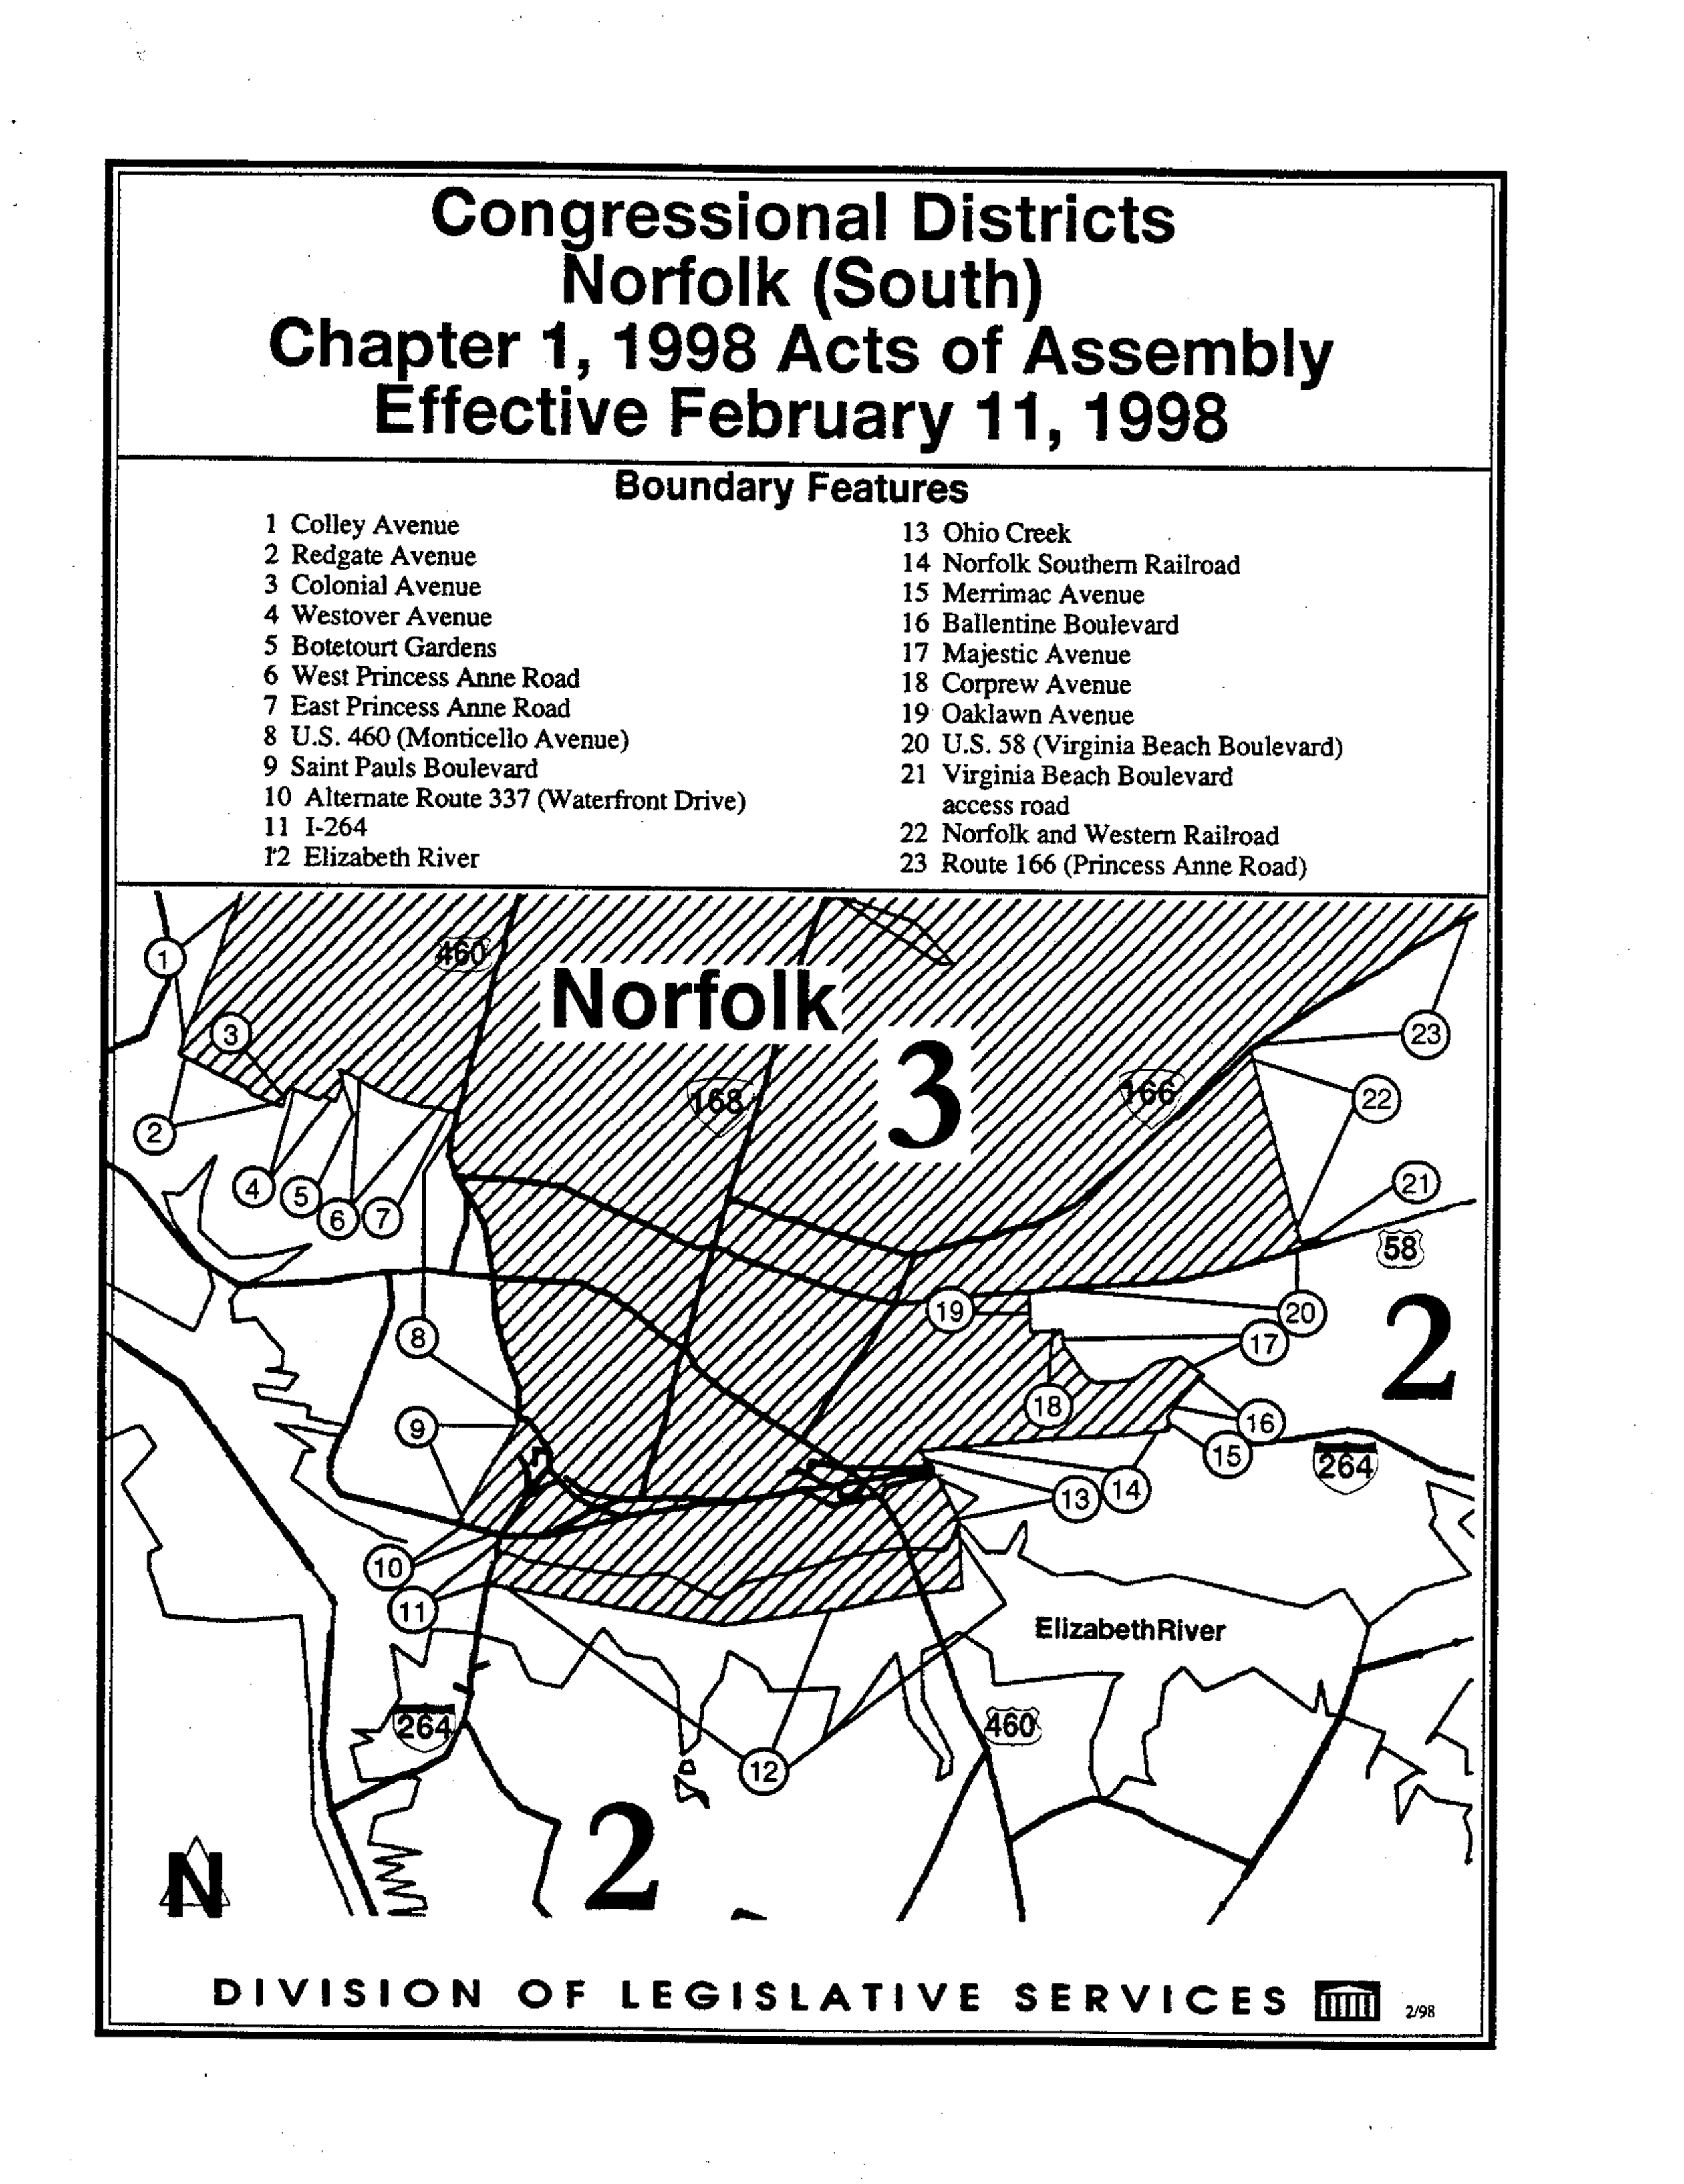 Congressional Districts
Norfolk (South)
Chapter 1, 1998 Acts of Assembly
Effective February 11, 1998
Boundary Features
1 Colley Avenue
2 Redgate Avenue
3 Colonial Avenue
4 Westover Avenue
5 Botetourt Gardens
6 West Princess Anne Road
7 East Princess Anne Road
8 U.S. 460 (Monticello Avenue)
9 Saint Pauls Boulevard
10 Alternate Route 337 (Waterfront Drive)
11 I-264
12 Elizabeth River
13 Ohio Creek
14 Norfolk Southern Railroad
15 Merrimac Avenue
16 Ballentine Boulevard
17 Majestic Avenue
18 Corprew Avenue
19 Oaklawn Avenue
20 U.S. 58 (Virginia Beach Boulevard)
21 Virginia Beach Boulevard
access road
22 Norfolk and Western Railroad
23 Route 166 (Princess Anne Road)
1
460
Norfolk
3
23
3
168
166
22
2
21
4
5
6
7
58
19
20
2
8
17
18
9
16
15
264
14
13
10
11
ElizabethRiver
264
460
12
2
N
DIVISION OF LEGISLATIVE SERVICES
2/98